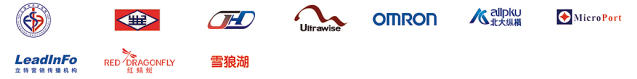 Ultrawise
OMRON
allpku
北大纵横
MicroPort
LeadInFo
立特营销传播机构
RED DRAGONFLY
红蜻蜓
雪狼湖